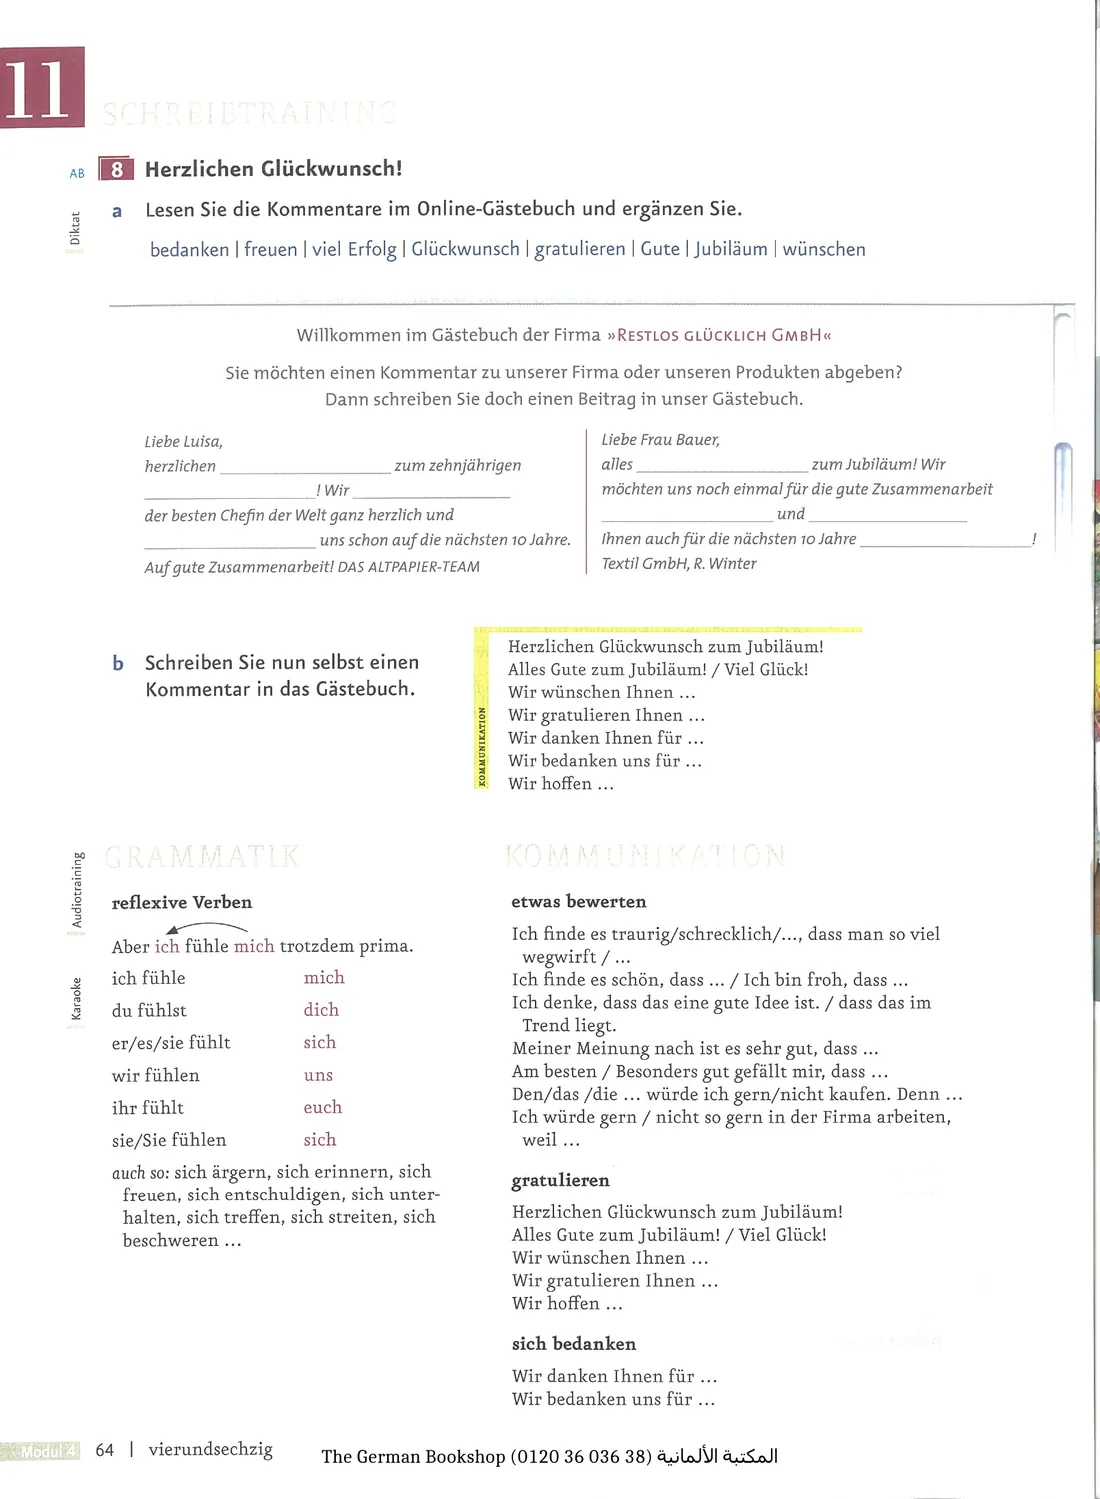 11
SCHREIBTRAINING
AB 8 Herzlichen Glückwunsch!
Diktat
a Lesen Sie die Kommentare im Online-Gästebuch und ergänzen Sie.
bedanken | freuen | viel Erfolg | Glückwunsch | gratulieren | Gute | Jubiläum | wünschen
Willkommen im Gästebuch der Firma »RESTLOS GLÜCKLICH GMBH«
Sie möchten einen Kommentar zu unserer Firma oder unseren Produkten abgeben?
Dann schreiben Sie doch einen Beitrag in unser Gästebuch.
Liebe Luisa,
herzlichen ________________ zum zehnjährigen
________________! Wir ________________
der besten Chefin der Welt ganz herzlich und
________________ uns schon auf die nächsten 10 Jahre.
Auf gute Zusammenarbeit! DAS ALTPAPIER-TEAM
Liebe Frau Bauer,
alles ________________ zum Jubiläum! Wir
möchten uns noch einmal für die gute Zusammenarbeit
________________ und ________________
Ihnen auch für die nächsten 10 Jahre ________________!
Textil GmbH, R. Winter
b Schreiben Sie nun selbst einen
Kommentar in das Gästebuch.
KOMMUNIKATION
Herzlichen Glückwunsch zum Jubiläum!
Alles Gute zum Jubiläum! / Viel Glück!
Wir wünschen Ihnen ...
Wir gratulieren Ihnen ...
Wir danken Ihnen für ...
Wir bedanken uns für ...
Wir hoffen ...
Audiotraining
Karaoke
GRAMMATIK
reflexive Verben
Aber ich fühle mich trotzdem prima.
ich fühle mich
du fühlst dich
er/es/sie fühlt sich
wir fühlen uns
ihr fühlt euch
sie/Sie fühlen sich
auch so: sich ärgern, sich erinnern, sich
freuen, sich entschuldigen, sich unter-
halten, sich treffen, sich streiten, sich
beschweren ...
KOMMUNIKATION
etwas bewerten
Ich finde es traurig/schrecklich/..., dass man so viel
wegwirft / ...
Ich finde es schön, dass ... / Ich bin froh, dass ...
Ich denke, dass das eine gute Idee ist. / dass das im
Trend liegt.
Meiner Meinung nach ist es sehr gut, dass ...
Am besten / Besonders gut gefällt mir, dass ...
Den/das /die ... würde ich gern/nicht kaufen. Denn ...
Ich würde gern / nicht so gern in der Firma arbeiten,
weil ...
gratulieren
Herzlichen Glückwunsch zum Jubiläum!
Alles Gute zum Jubiläum! / Viel Glück!
Wir wünschen Ihnen ...
Wir gratulieren Ihnen ...
Wir hoffen ...
sich bedanken
Wir danken Ihnen für ...
Wir bedanken uns für ...
Modul 4 64 | vierundsechzig
The German Bookshop (0120 36 036 38) المكتبة الألمانية